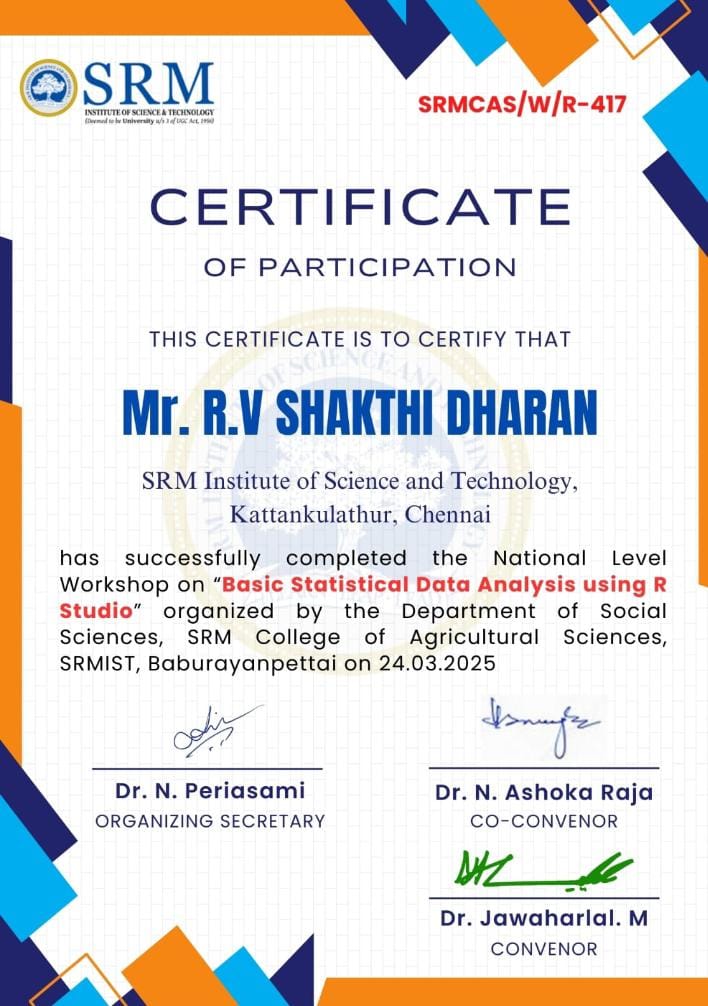 SRM
INSTITUTE OF SCIENCE & TECHNOLOGY
(Deemed to be University u/s 3 of UGC Act, 1956)
SRMCAS/W/R-417
CERTIFICATE
OF PARTICIPATION
THIS CERTIFICATE IS TO CERTIFY THAT
Mr. R.V SHAKTHI DHARAN
SRM Institute of Science and Technology,
Kattankulathur, Chennai
has successfully completed the National Level
Workshop on “Basic Statistical Data Analysis using R
Studio” organized by the Department of Social
Sciences, SRM College of Agricultural Sciences,
SRMIST, Baburayanpettai on 24.03.2025
Dr. N. Periasami
ORGANIZING SECRETARY
Dr. N. Ashoka Raja
CO-CONVENOR
Dr. Jawaharlal. M
CONVENOR